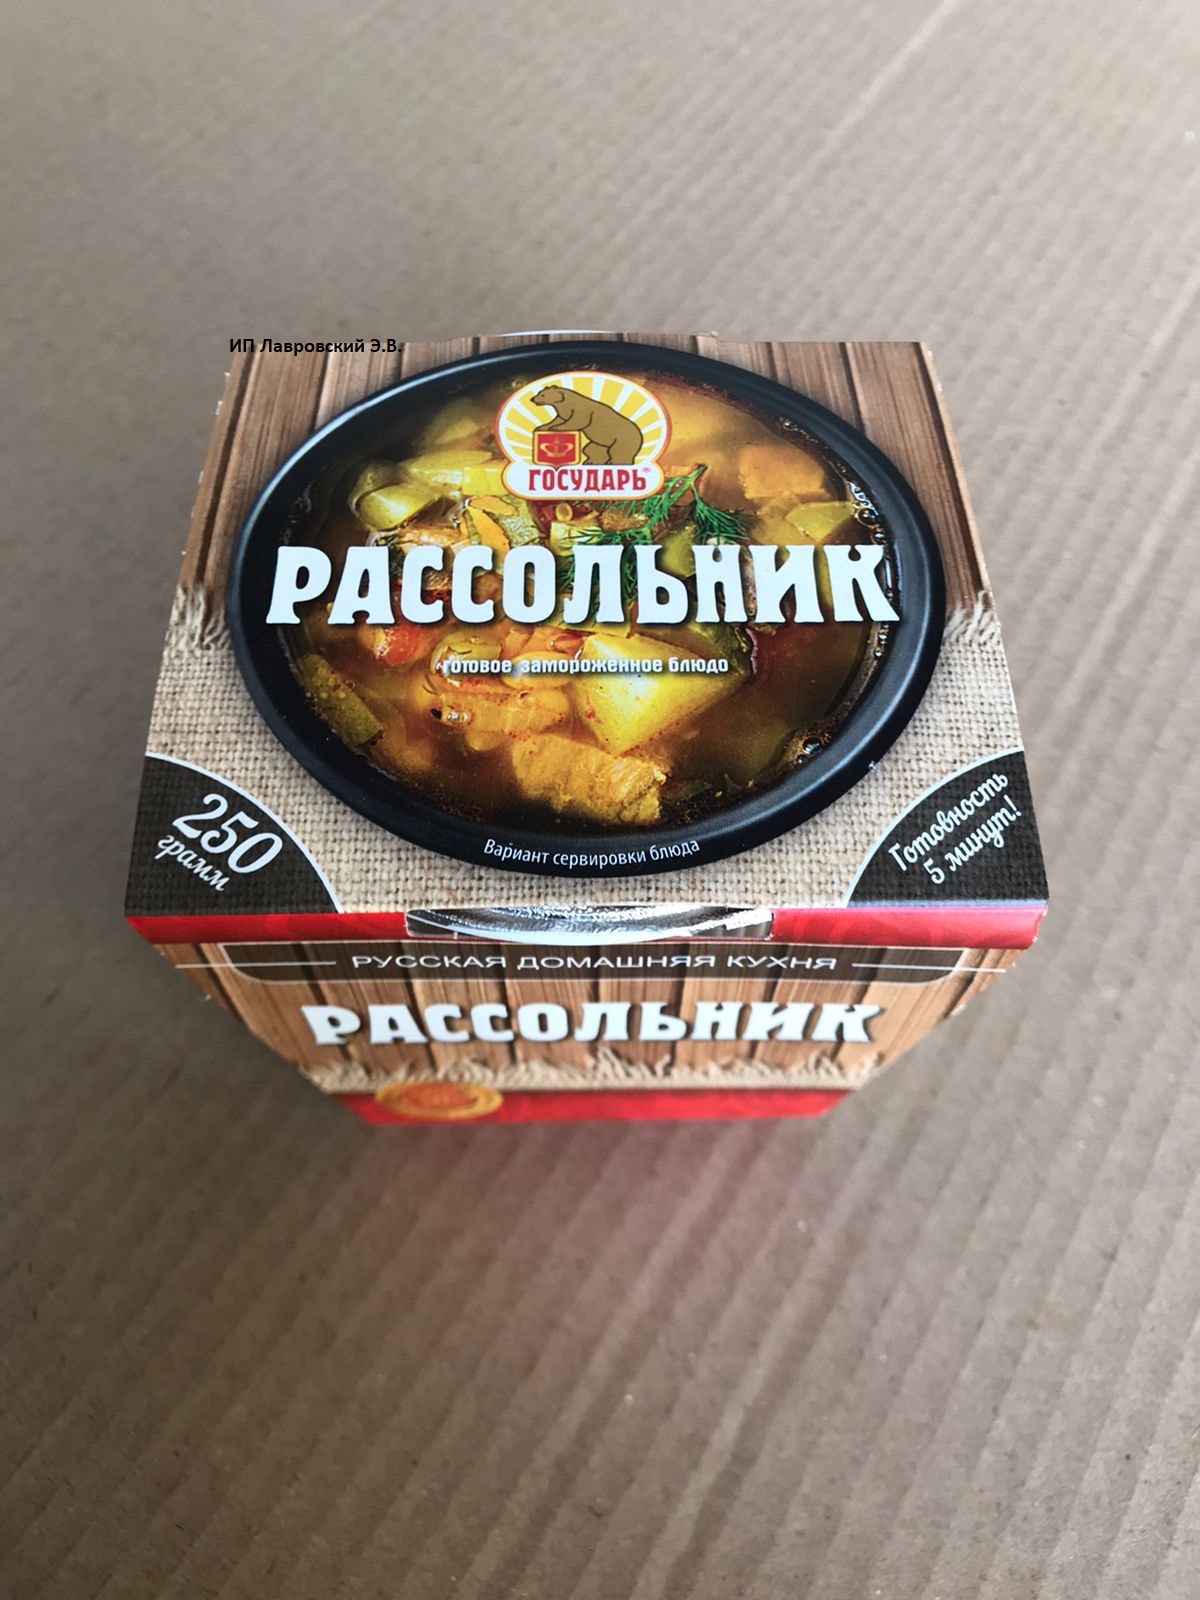 ИП Лавровский Э.В.
ГОСУДАРЬ®
РАССОЛЬНИК
готовое замороженное блюдо
250
грамм
Вариант сервировки блюда
Готовность
5 минут!
РУССКАЯ ДОМАШНЯЯ КУХНЯ
РАССОЛЬНИК